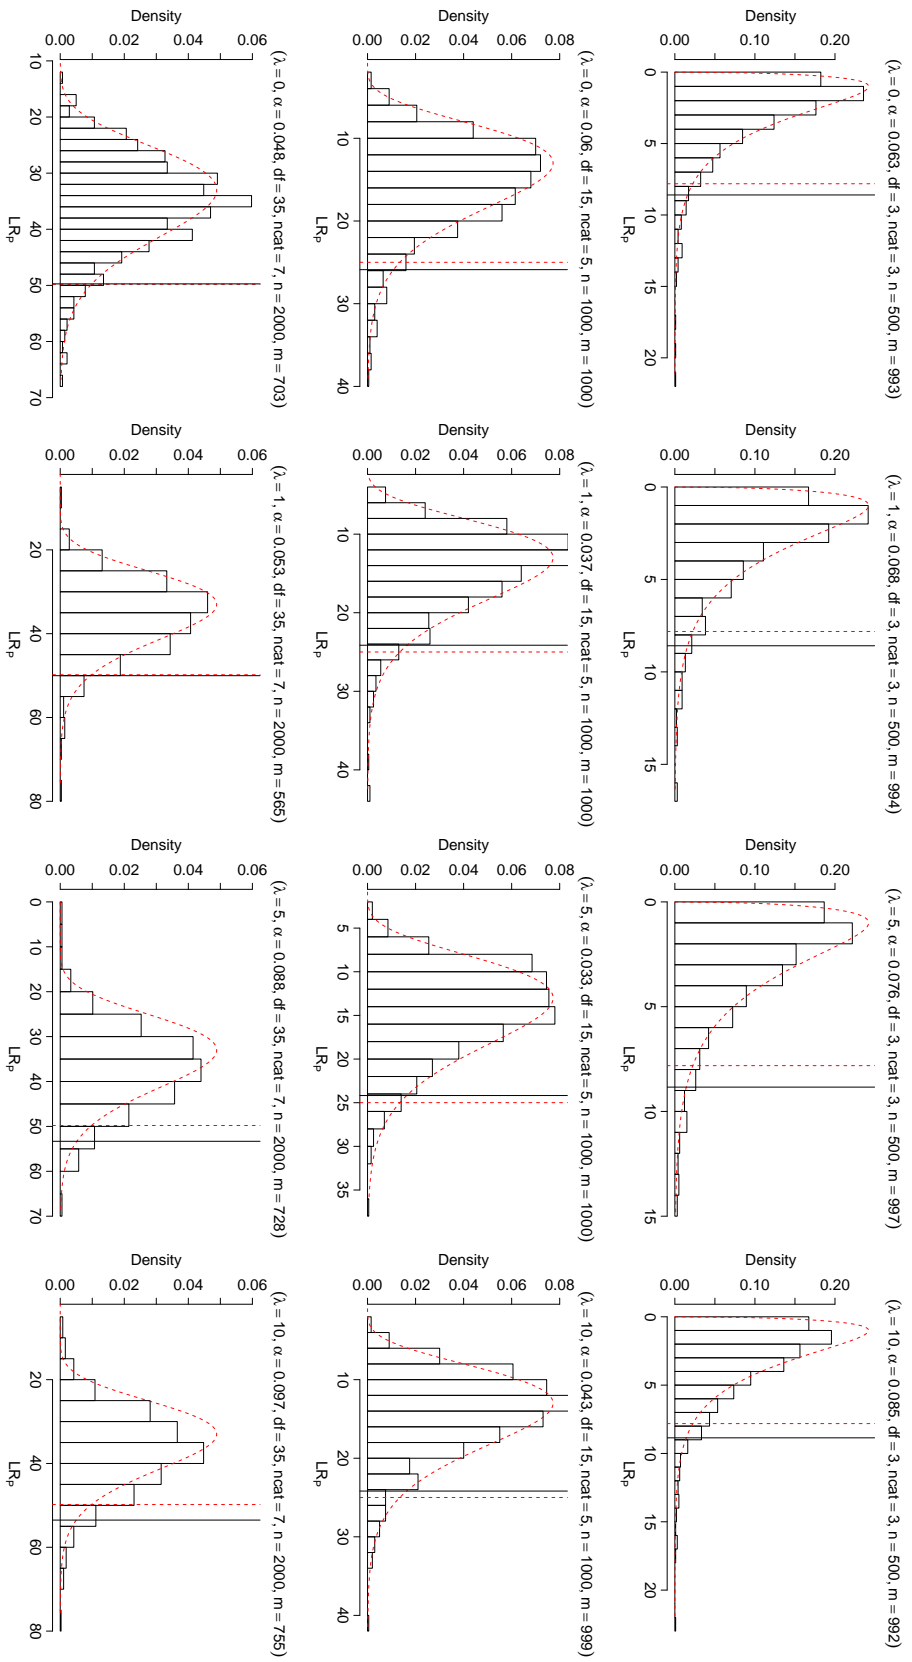 (λ = 0, α = 0.063, df = 3, ncat = 3, n = 500, m = 993)
Density
0.00 0.10 0.20
0 5 10 15 20
LR_P
(λ = 1, α = 0.068, df = 3, ncat = 3, n = 500, m = 994)
Density
0.00 0.10 0.20
0 5 10 15
LR_P
(λ = 5, α = 0.076, df = 3, ncat = 3, n = 500, m = 997)
Density
0.00 0.10 0.20
0 5 10 15
LR_P
(λ = 10, α = 0.085, df = 3, ncat = 3, n = 500, m = 992)
Density
0.00 0.10 0.20
0 5 10 15 20
LR_P
(λ = 0, α = 0.06, df = 15, ncat = 5, n = 1000, m = 1000)
Density
0.00 0.02 0.04 0.06 0.08
10 20 30 40
LR_P
(λ = 1, α = 0.037, df = 15, ncat = 5, n = 1000, m = 1000)
Density
0.00 0.02 0.04 0.06 0.08
10 20 30 40
LR_P
(λ = 5, α = 0.033, df = 15, ncat = 5, n = 1000, m = 1000)
Density
0.00 0.02 0.04 0.06 0.08
5 10 15 20 25 30 35
LR_P
(λ = 10, α = 0.043, df = 15, ncat = 5, n = 1000, m = 999)
Density
0.00 0.02 0.04 0.06 0.08
10 20 30 40
LR_P
(λ = 0, α = 0.048, df = 35, ncat = 7, n = 2000, m = 703)
Density
0.00 0.02 0.04 0.06
10 20 30 40 50 60 70
LR_P
(λ = 1, α = 0.053, df = 35, ncat = 7, n = 2000, m = 565)
Density
0.00 0.02 0.04 0.06
20 40 60 80
LR_P
(λ = 5, α = 0.088, df = 35, ncat = 7, n = 2000, m = 728)
Density
0.00 0.02 0.04 0.06
0 10 20 30 40 50 60 70
LR_P
(λ = 10, α = 0.097, df = 35, ncat = 7, n = 2000, m = 755)
Density
0.00 0.02 0.04 0.06
20 40 60 80
LR_P